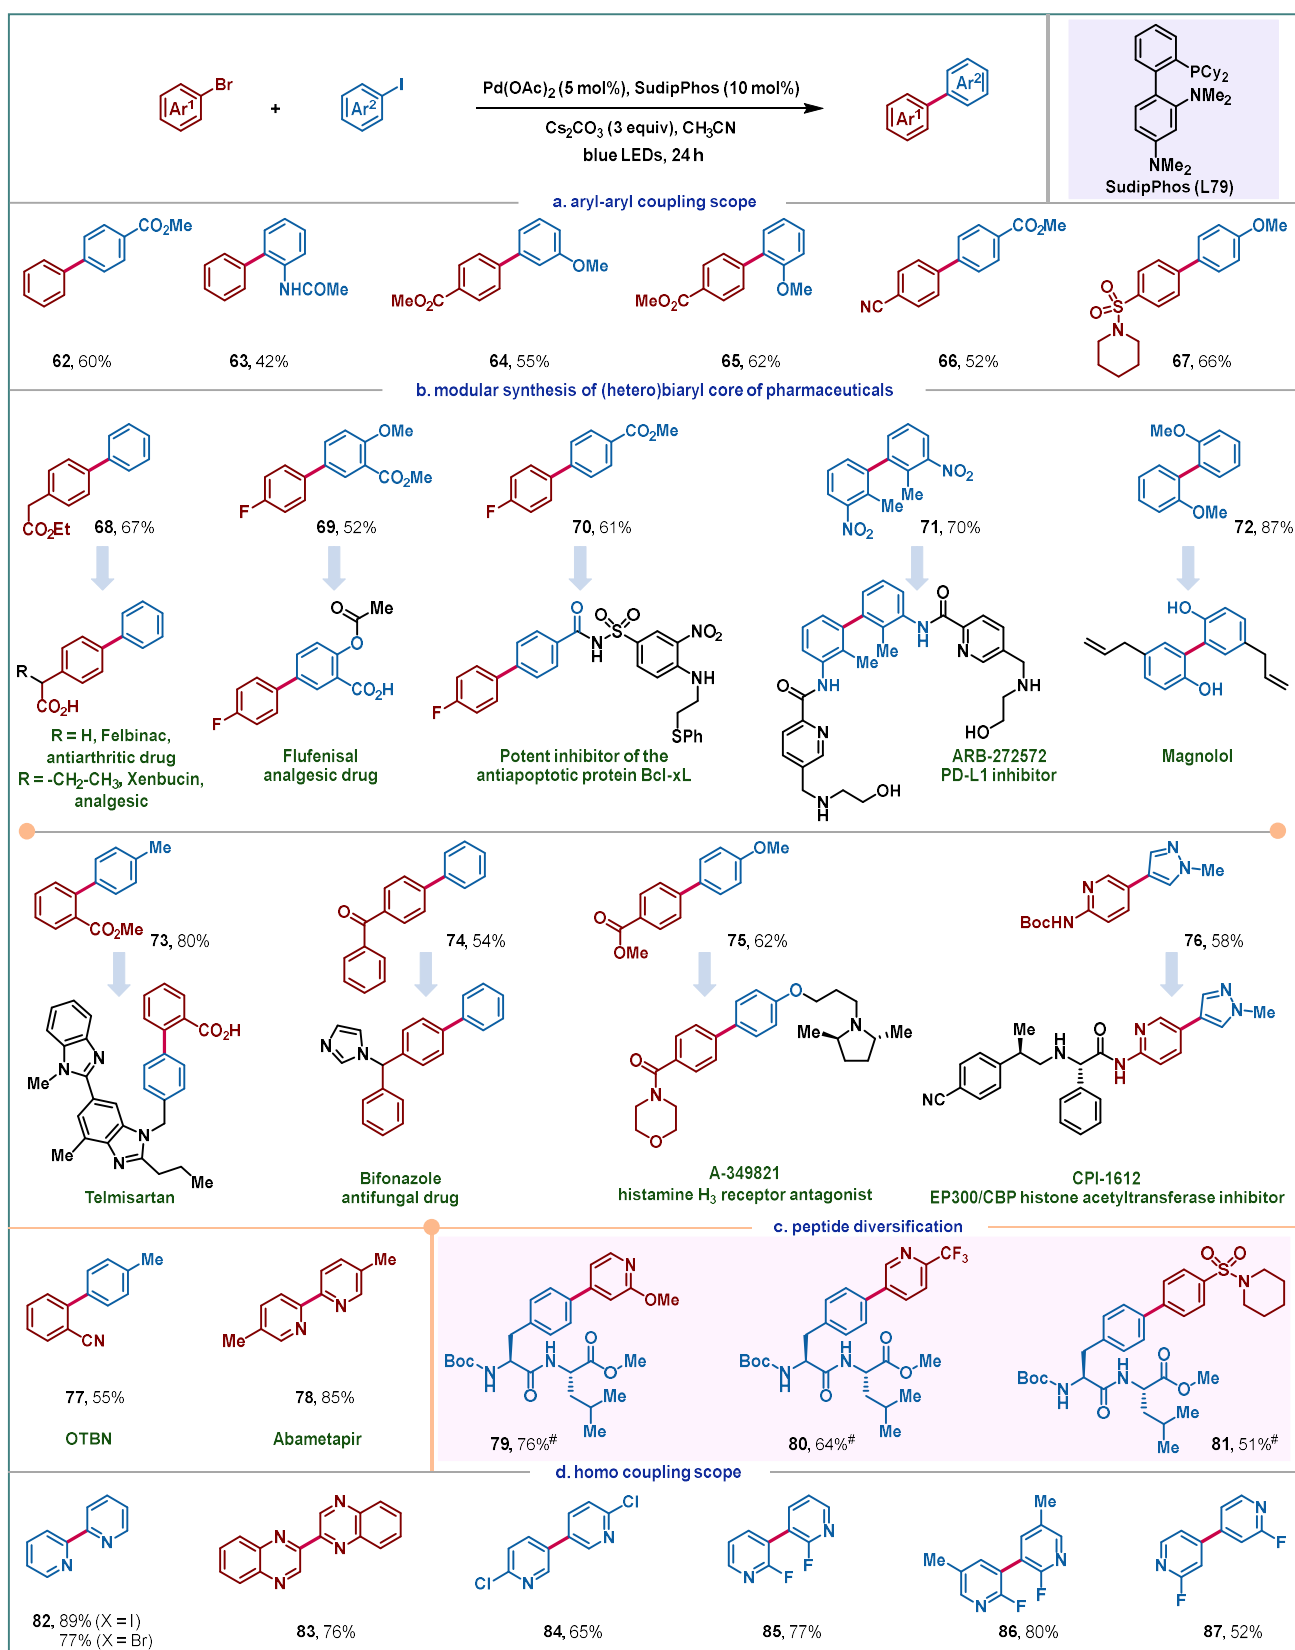 Ar¹ Br + Ar² I
Pd(OAc)₂ (5 mol%), SudipPhos (10 mol%)
Cs₂CO₃ (3 equiv), CH₃CN
blue LEDs, 24 h
Ar¹ Ar²
PCy₂
NMe₂
NMe₂
SudipPhos (L79)
a. aryl-aryl coupling scope
CO₂Me
62, 60%
NHCOMe
63, 42%
OMe
MeO₂C
64, 55%
OMe
MeO₂C
65, 62%
CO₂Me
NC
66, 52%
OMe
O
O S
N
67, 66%
b. modular synthesis of (hetero)biaryl core of pharmaceuticals
CO₂Et
68, 67%
OMe
CO₂Me
F
69, 52%
CO₂Me
F
70, 61%
NO₂
Me
Me
NO₂
71, 70%
MeO
OMe
72, 87%
R
CO₂H
R = H, Felbinac,
antiarthritic drug
R = -CH₂-CH₃, Xenbucin,
analgesic
O Me
O
CO₂H
F
Flufenisal
analgesic drug
O O O
S
N
H
NO₂
NH
F
SPh
Potent inhibitor of the
antiapoptotic protein Bcl-xL
O
N
H
Me
Me
N
NH
O NH
HO
N
N
H
OH
ARB-272572
PD-L1 inhibitor
HO
OH
Magnolol
Me
CO₂Me
73, 80%
O
74, 54%
OMe
O
OMe
75, 62%
N
N Me
N
BocHN
76, 58%
CO₂H
N
N
Me
N
Me
N
Me
Telmisartan
N
N
Bifonazole
antifungal drug
O
N
Me Me
O
N
O
A-349821
histamine H₃ receptor antagonist
N
N Me
Me H
N
O
N
N
H
NC
CPI-1612
EP300/CBP histone acetyltransferase inhibitor
c. peptide diversification
Me
CN
77, 55%
OTBN
Me
N
N
Me
78, 85%
Abametapir
N
OMe
Boc
N
H
O
H
N
O
OMe
Me
Me
79, 76%#
N
CF₃
Boc
N
H
O
H
N
O
OMe
Me
Me
80, 64%#
O O
S
N
Boc
N
H
O
H
N
O
OMe
Me
Me
81, 51%#
d. homo coupling scope
N
N
82, 89% (X = I)
77% (X = Br)
N
N
N
N
83, 76%
Cl
N
Cl N
84, 65%
N
F
N F
85, 77%
Me
Me
N
F
N F
86, 80%
N
F
N
F
87, 52%